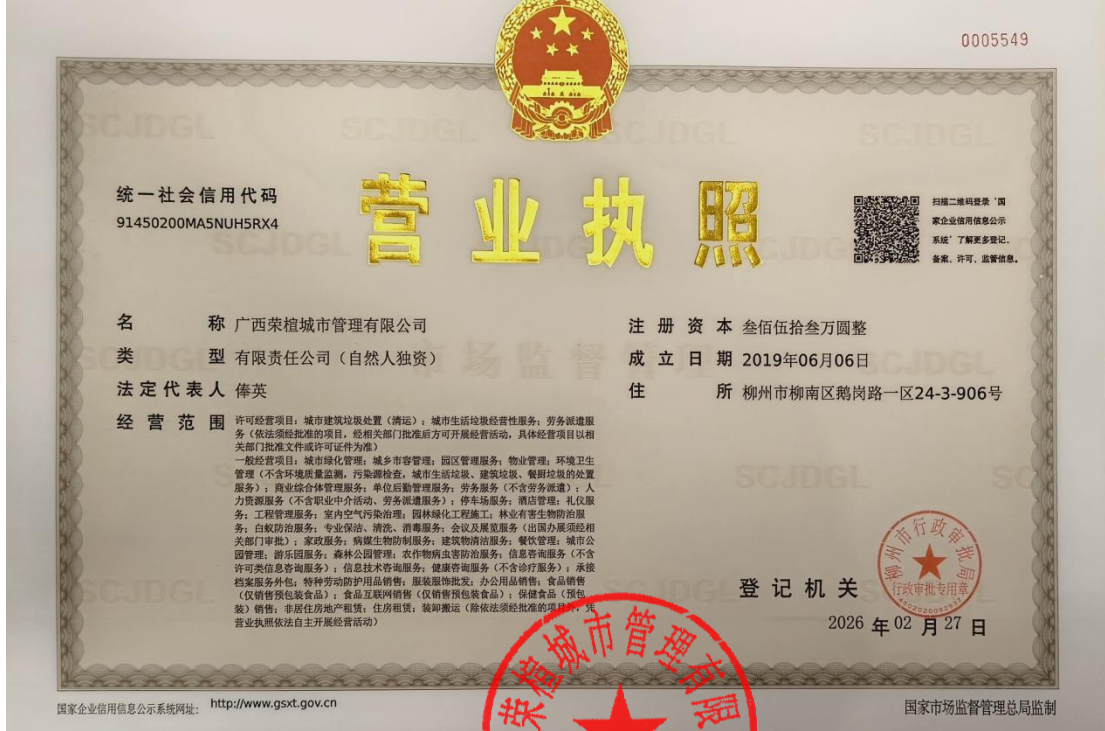 0005549
统一社会信用代码
91450200MA5NUH5RX4
营业执照
扫描二维码登录‘国
家企业信用信息公示
系统’了解更多登记、
备案、许可、监管信息。
名称 广西荣楦城市管理有限公司
类型 有限责任公司（自然人独资）
法定代表人 俸英
经营范围 许可经营项目：城市建筑垃圾处置（清运）；城市生活垃圾经营性服务；劳务派遣服
务（依法须经批准的项目，经相关部门批准后方可开展经营活动，具体经营项目以相
关部门批准文件或许可证件为准）
一般经营项目：城市绿化管理；城乡市容管理；园区管理服务；物业管理；环境卫生
管理（不含环境质量监测，污染源检查，城市生活垃圾、建筑垃圾、餐厨垃圾的处置
服务）；商业综合体管理服务；单位后勤管理服务；劳务服务（不含劳务派遣）；人
力资源服务（不含职业中介活动、劳务派遣服务）；停车场服务；酒店管理；礼仪服
务；工程管理服务；室内空气污染治理；园林绿化工程施工；林业有害生物防治服
务；白蚁防治服务；专业保洁、清洗、消毒服务；会议及展览服务（出国办展须经相
关部门审批）；家政服务；病媒生物防制服务；建筑物清洁服务；餐饮管理；城市公
园管理；游乐园服务；森林公园管理；农作物病虫害防治服务；信息咨询服务（不含
许可类信息咨询服务）；信息技术咨询服务；健康咨询服务（不含诊疗服务）；承接
档案服务外包；特种劳动防护用品销售；服装服饰批发；办公用品销售；食品销售
（仅销售预包装食品）；食品互联网销售（仅销售预包装食品）；保健食品（预包
装）销售；非居住房地产租赁；住房租赁；装卸搬运（除依法须经批准的项目外，凭
营业执照依法自主开展经营活动）
注册资本 叁佰伍拾叁万圆整
成立日期 2019年06月06日
住所 柳州市柳南区鹅岗路一区24-3-906号
登记机关
柳州市行政审批局
行政审批专用章
2026 年 02 月 27 日
荣楦城市管理有限
国家企业信用信息公示系统网址： http://www.gsxt.gov.cn
国家市场监督管理总局监制
SCJDGL
市场监督管理